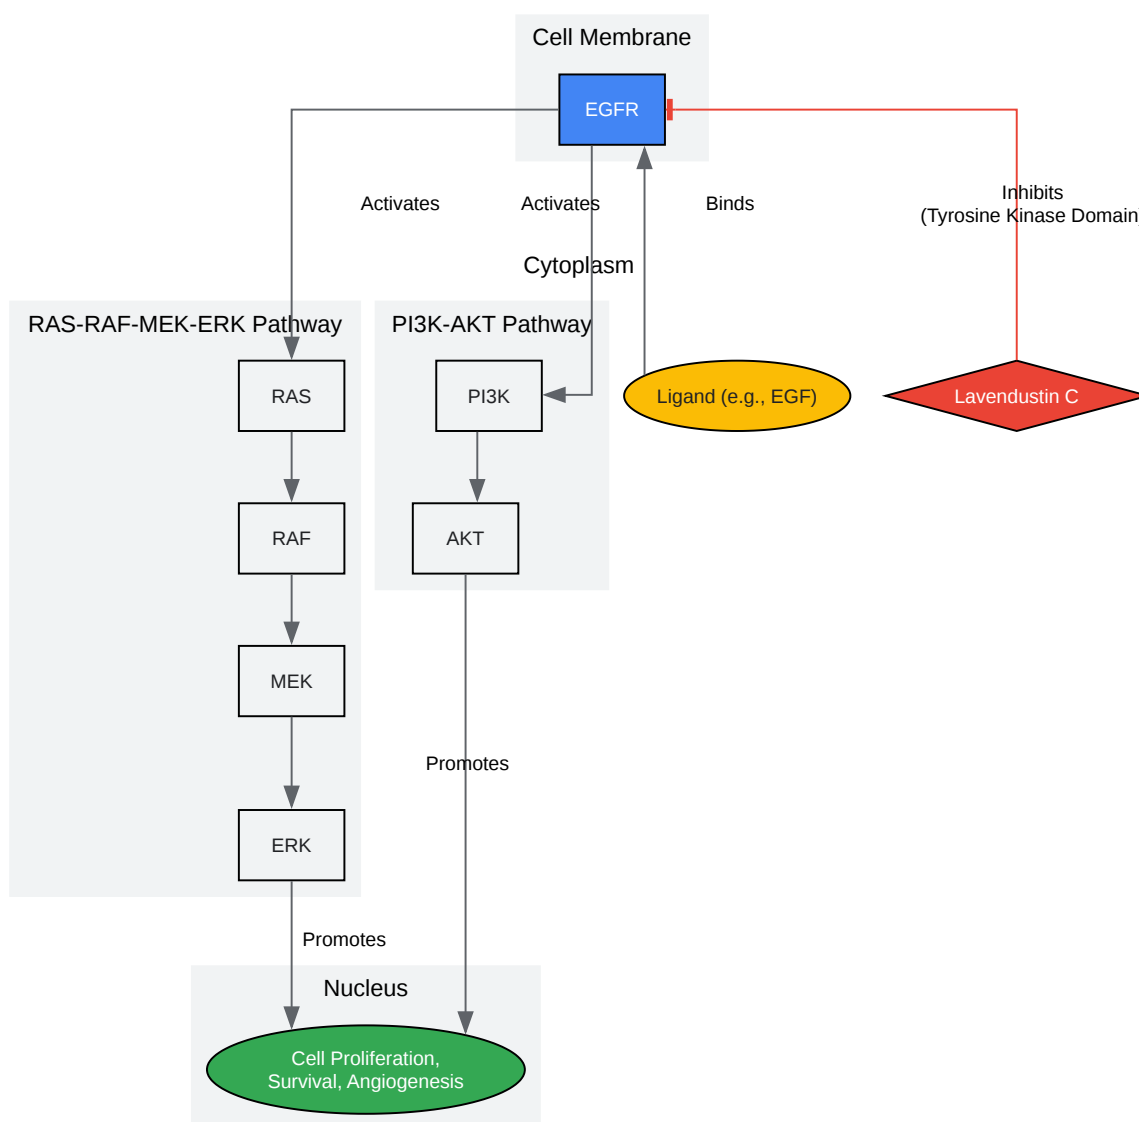 Cell Membrane
EGFR
Activates
Activates
Binds
Inhibits
(Tyrosine Kinase Domain)
Cytoplasm
RAS-RAF-MEK-ERK Pathway
PI3K-AKT Pathway
RAS
PI3K
Ligand (e.g., EGF)
Lavendustin C
RAF
AKT
MEK
Promotes
ERK
Promotes
Nucleus
Cell Proliferation,
Survival, Angiogenesis